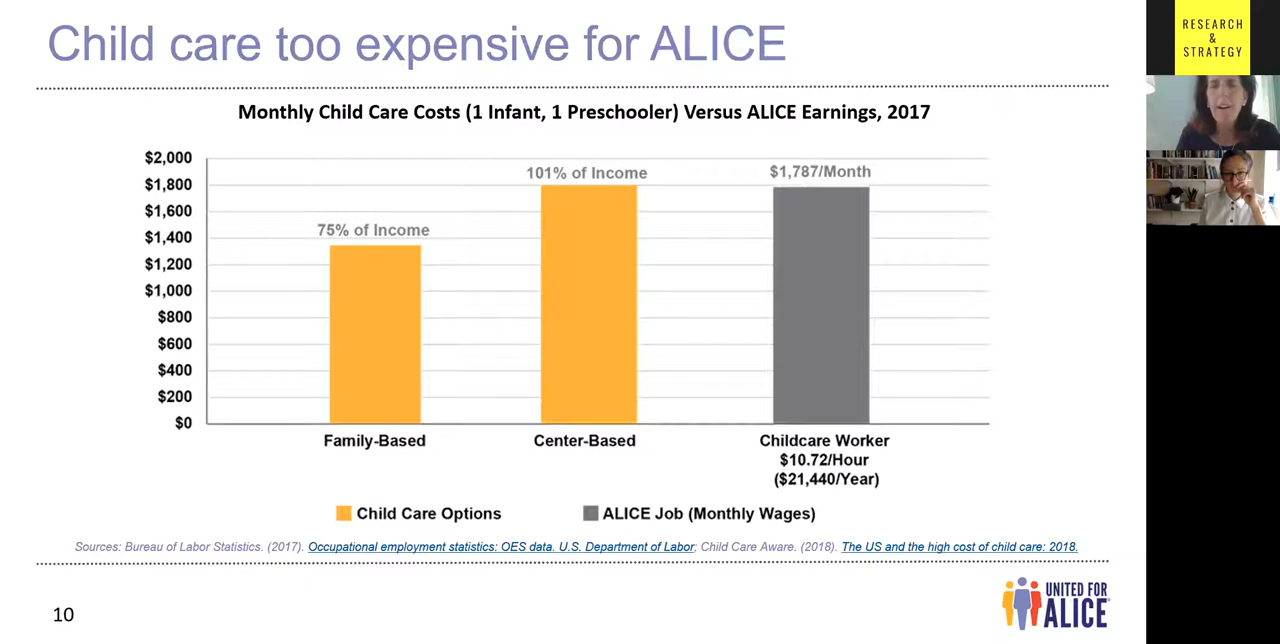 Child care too expensive for ALICE
RESEARCH
&
STRATEGY
Monthly Child Care Costs (1 Infant, 1 Preschooler) Versus ALICE Earnings, 2017
$2,000
$1,800
$1,600
$1,400
$1,200
$1,000
$800
$600
$400
$200
$0
75% of Income
101% of Income
$1,787/Month
Family-Based
Center-Based
Childcare Worker
$10.72/Hour
($21,440/Year)
Child Care Options
ALICE Job (Monthly Wages)
Sources: Bureau of Labor Statistics. (2017). Occupational employment statistics: OES data. U.S. Department of Labor; Child Care Aware. (2018). The US and the high cost of child care: 2018.
10
UNITED FOR
ALICE